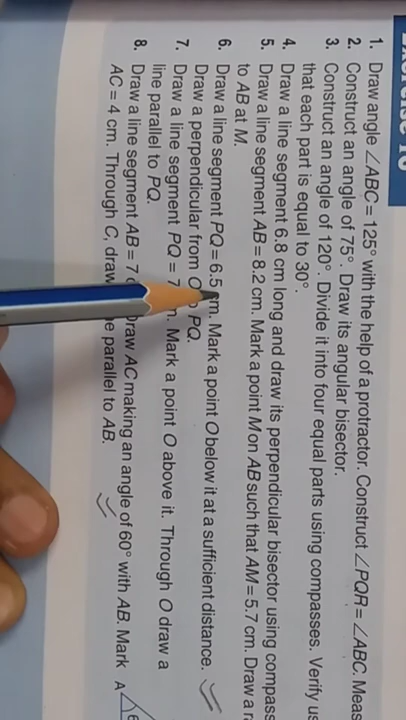 Exercise 10
1. Draw angle ∠ABC = 125° with the help of a protractor. Construct ∠PQR = ∠ABC.
2. Construct an angle of 75°. Draw its angular bisector.
3. Construct an angle of 120°. Divide it into four equal parts using compasses. Verify
that each part is equal to 30°.
4. Draw a line segment 6.8 cm long and draw its perpendicular bisector using
5. Draw a line segment AB = 8.2 cm. Mark a point M on AB such that AM = 5.7 cm. Draw a
to AB at M.
6. Draw a line segment PQ = 6.5 cm. Mark a point O below it at a sufficient distance.
Draw a perpendicular from O PQ.
7. Draw a line segment PQ = 7 Mark a point O above it. Through O draw a
line parallel to PQ.
8. Draw a line segment AB = 7 Draw AC making an angle of 60° with AB. Mark
AC = 4 cm. Through C, draw parallel to AB.
A